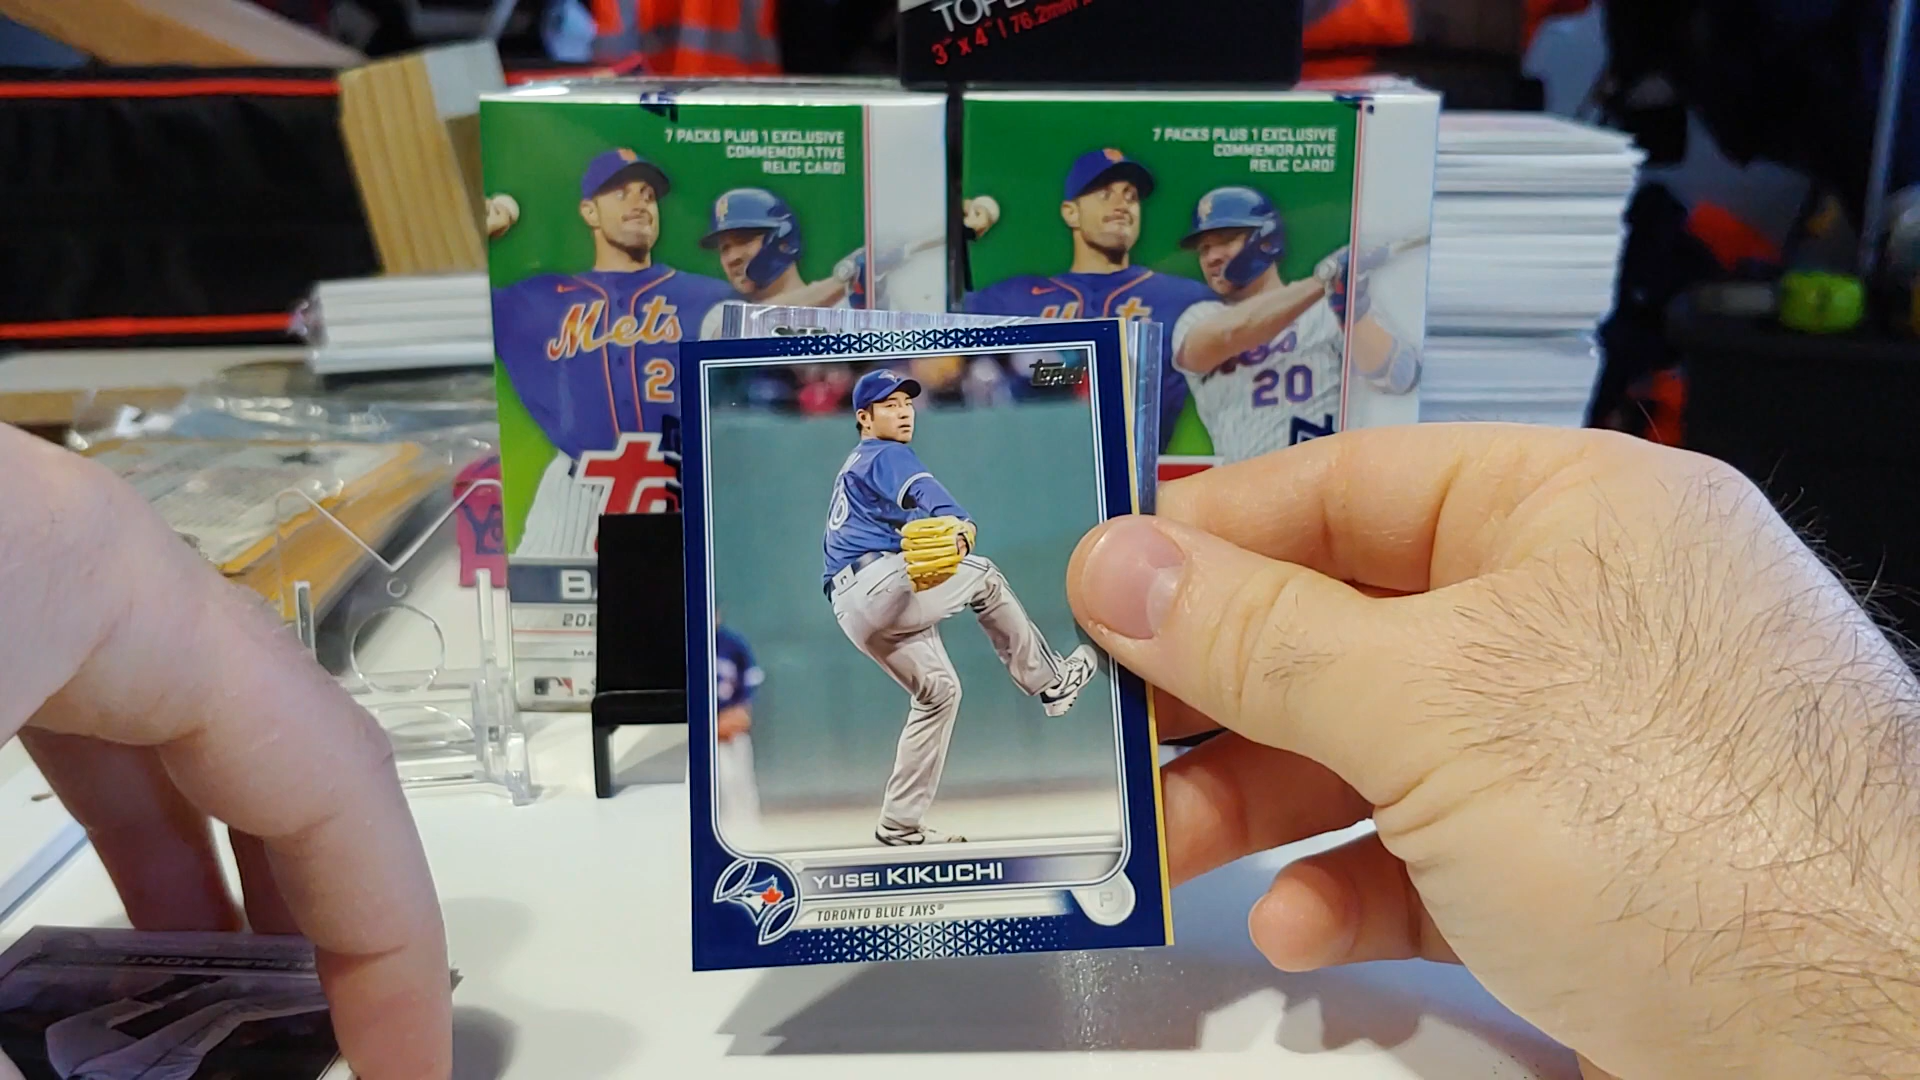 3" x 4" | 76.2mm
7 PACKS PLUS 1 EXCLUSIVE
COMMEMORATIVE
RELIC CARD!
Mets
2
7 PACKS PLUS 1 EXCLUSIVE
COMMEMORATIVE
RELIC CARD!
20
Topps
YUSEI KIKUCHI
TORONTO BLUE JAYS®
P